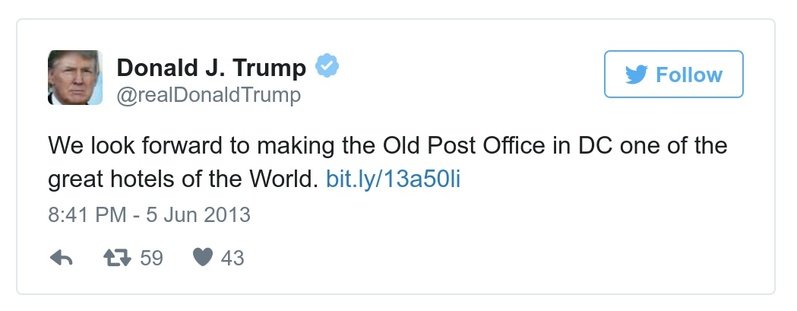 Donald J. Trump
@realDonaldTrump
Follow
We look forward to making the Old Post Office in DC one of the
great hotels of the World. bit.ly/13a50li
8:41 PM - 5 Jun 2013
59 43